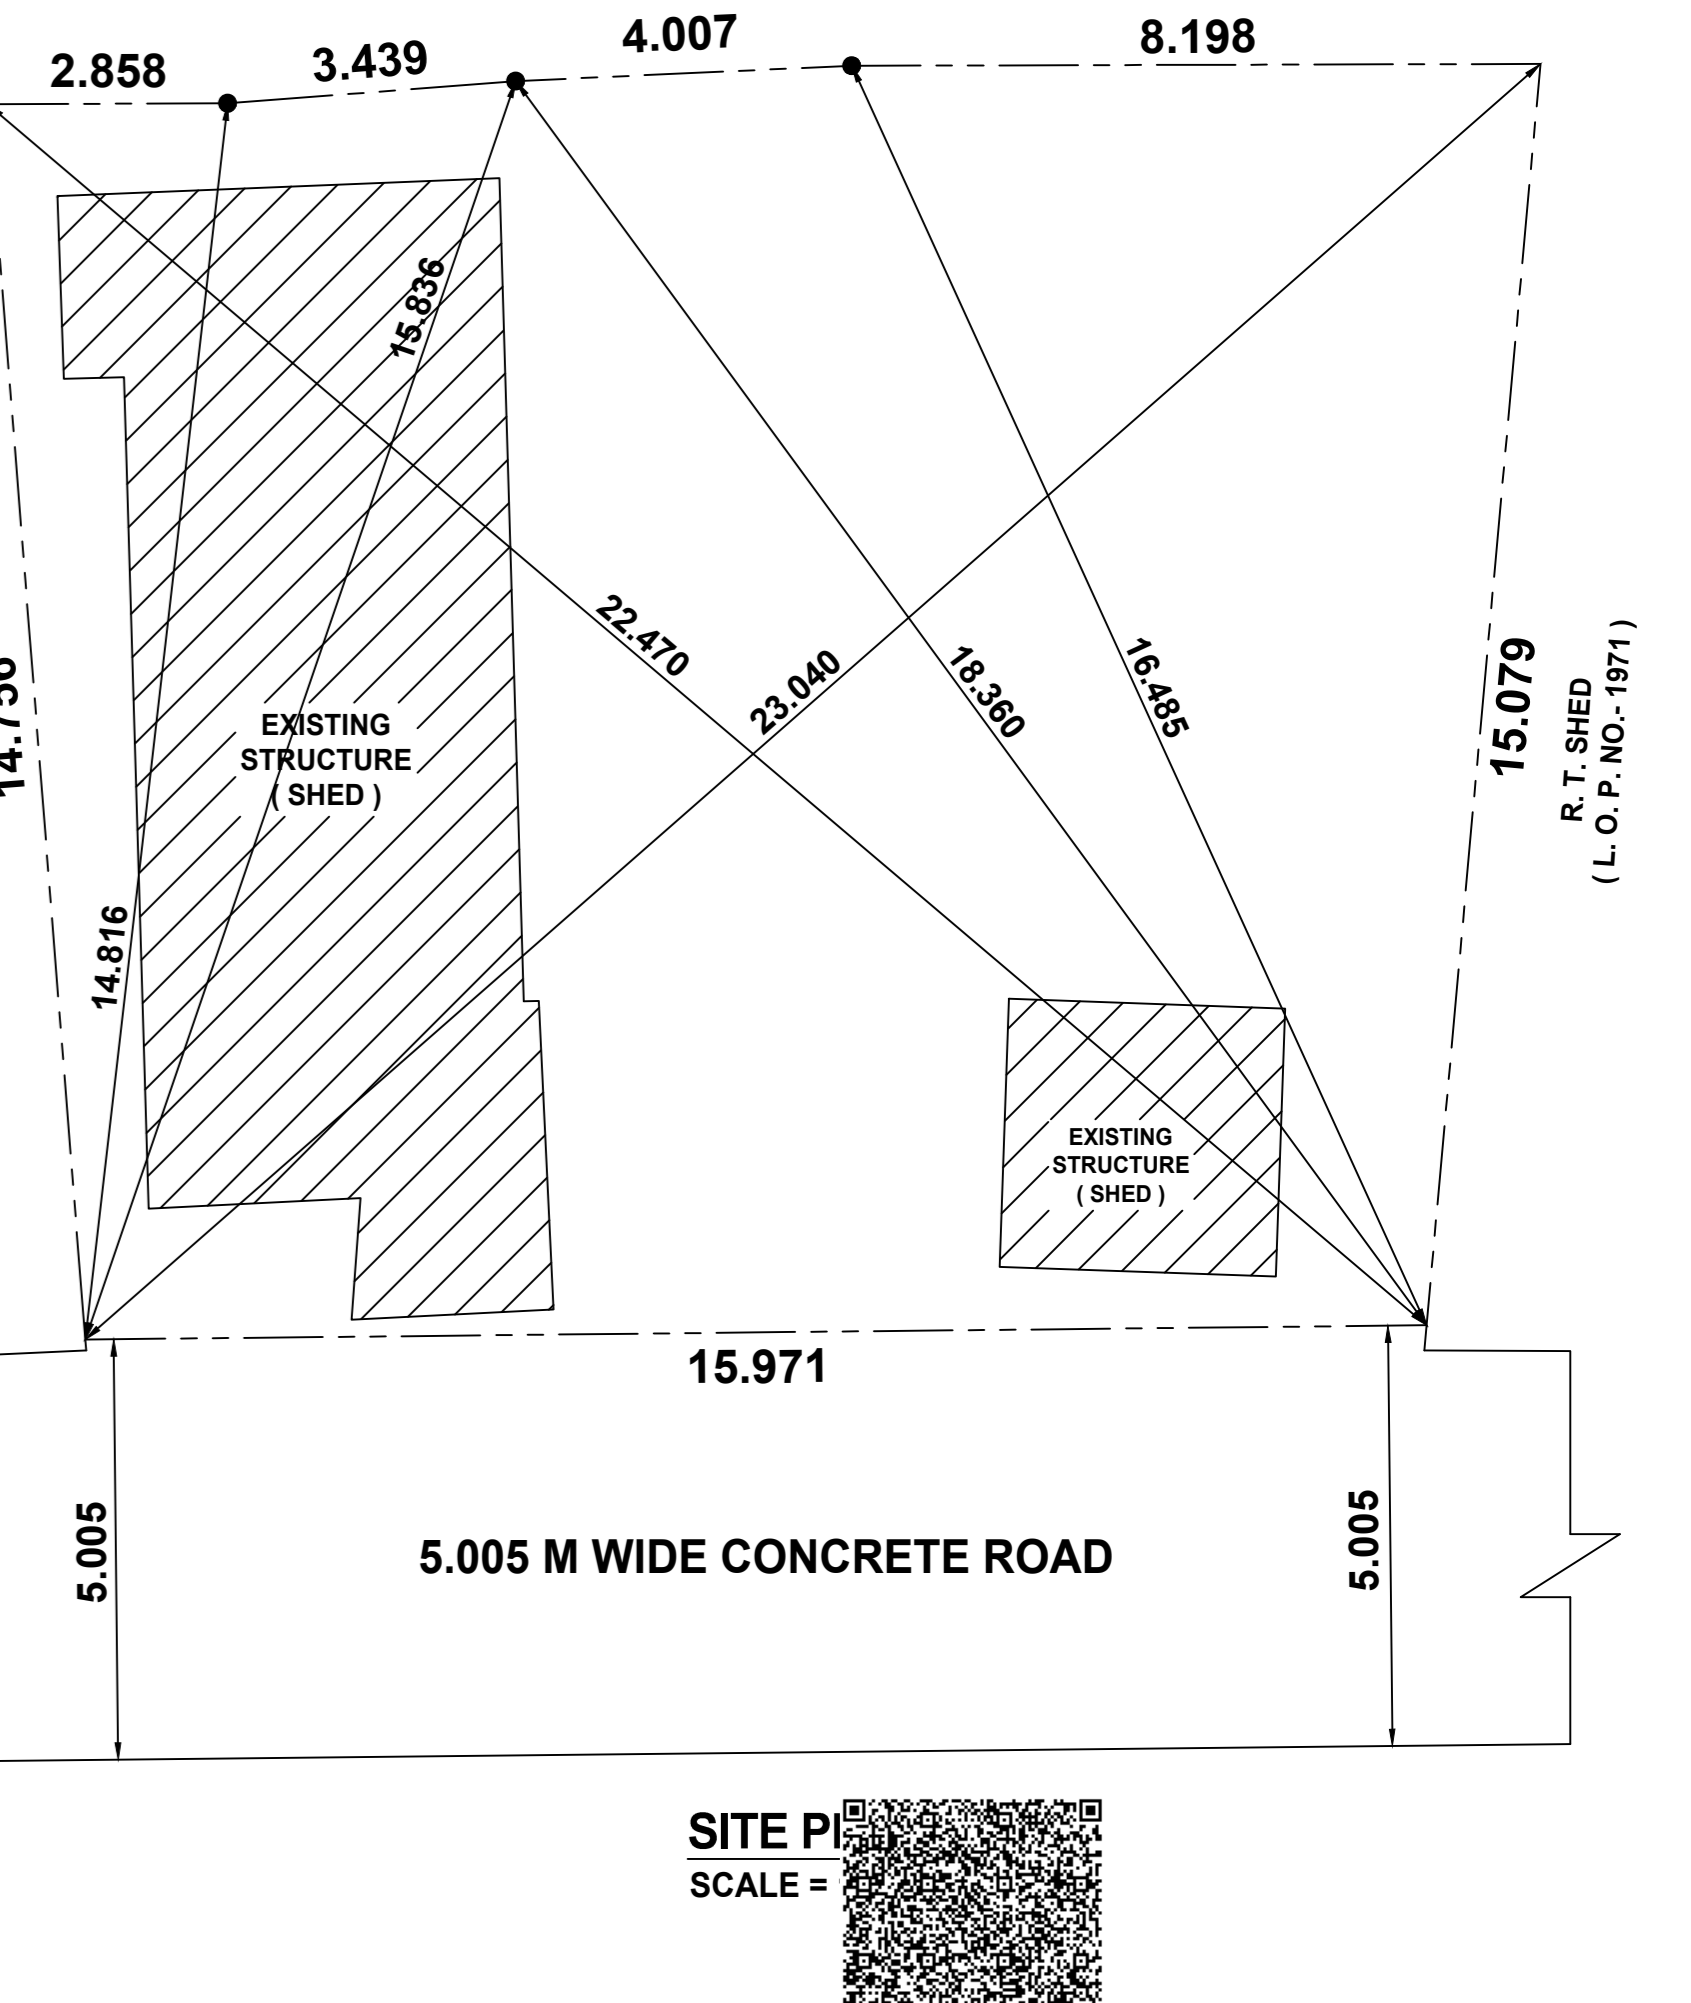 2.858
3.439
4.007
8.198
15.836
22.470
23.040
18.360
16.485
15.079
R. T. SHED
( L. O. P. NO.- 1971 )
EXISTING
STRUCTURE
( SHED )
14.816
EXISTING
STRUCTURE
( SHED )
15.971
5.005
5.005 M WIDE CONCRETE ROAD
5.005
SITE
SCALE =